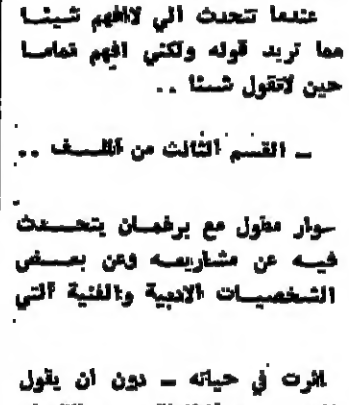 عندما تتحدث الي لاافهم شيئا
مما تريد قوله ولكني افهم تماما
حين لاتقول شيئا ..
ــ القسم الثالث من الملف ..
حوار مطول مع برغمان يتحدث
فيه عن مشاريعه وعن بعض
الشخصيات الادبية والفنية التي
اثرت في حياته ــ دون ان يقول